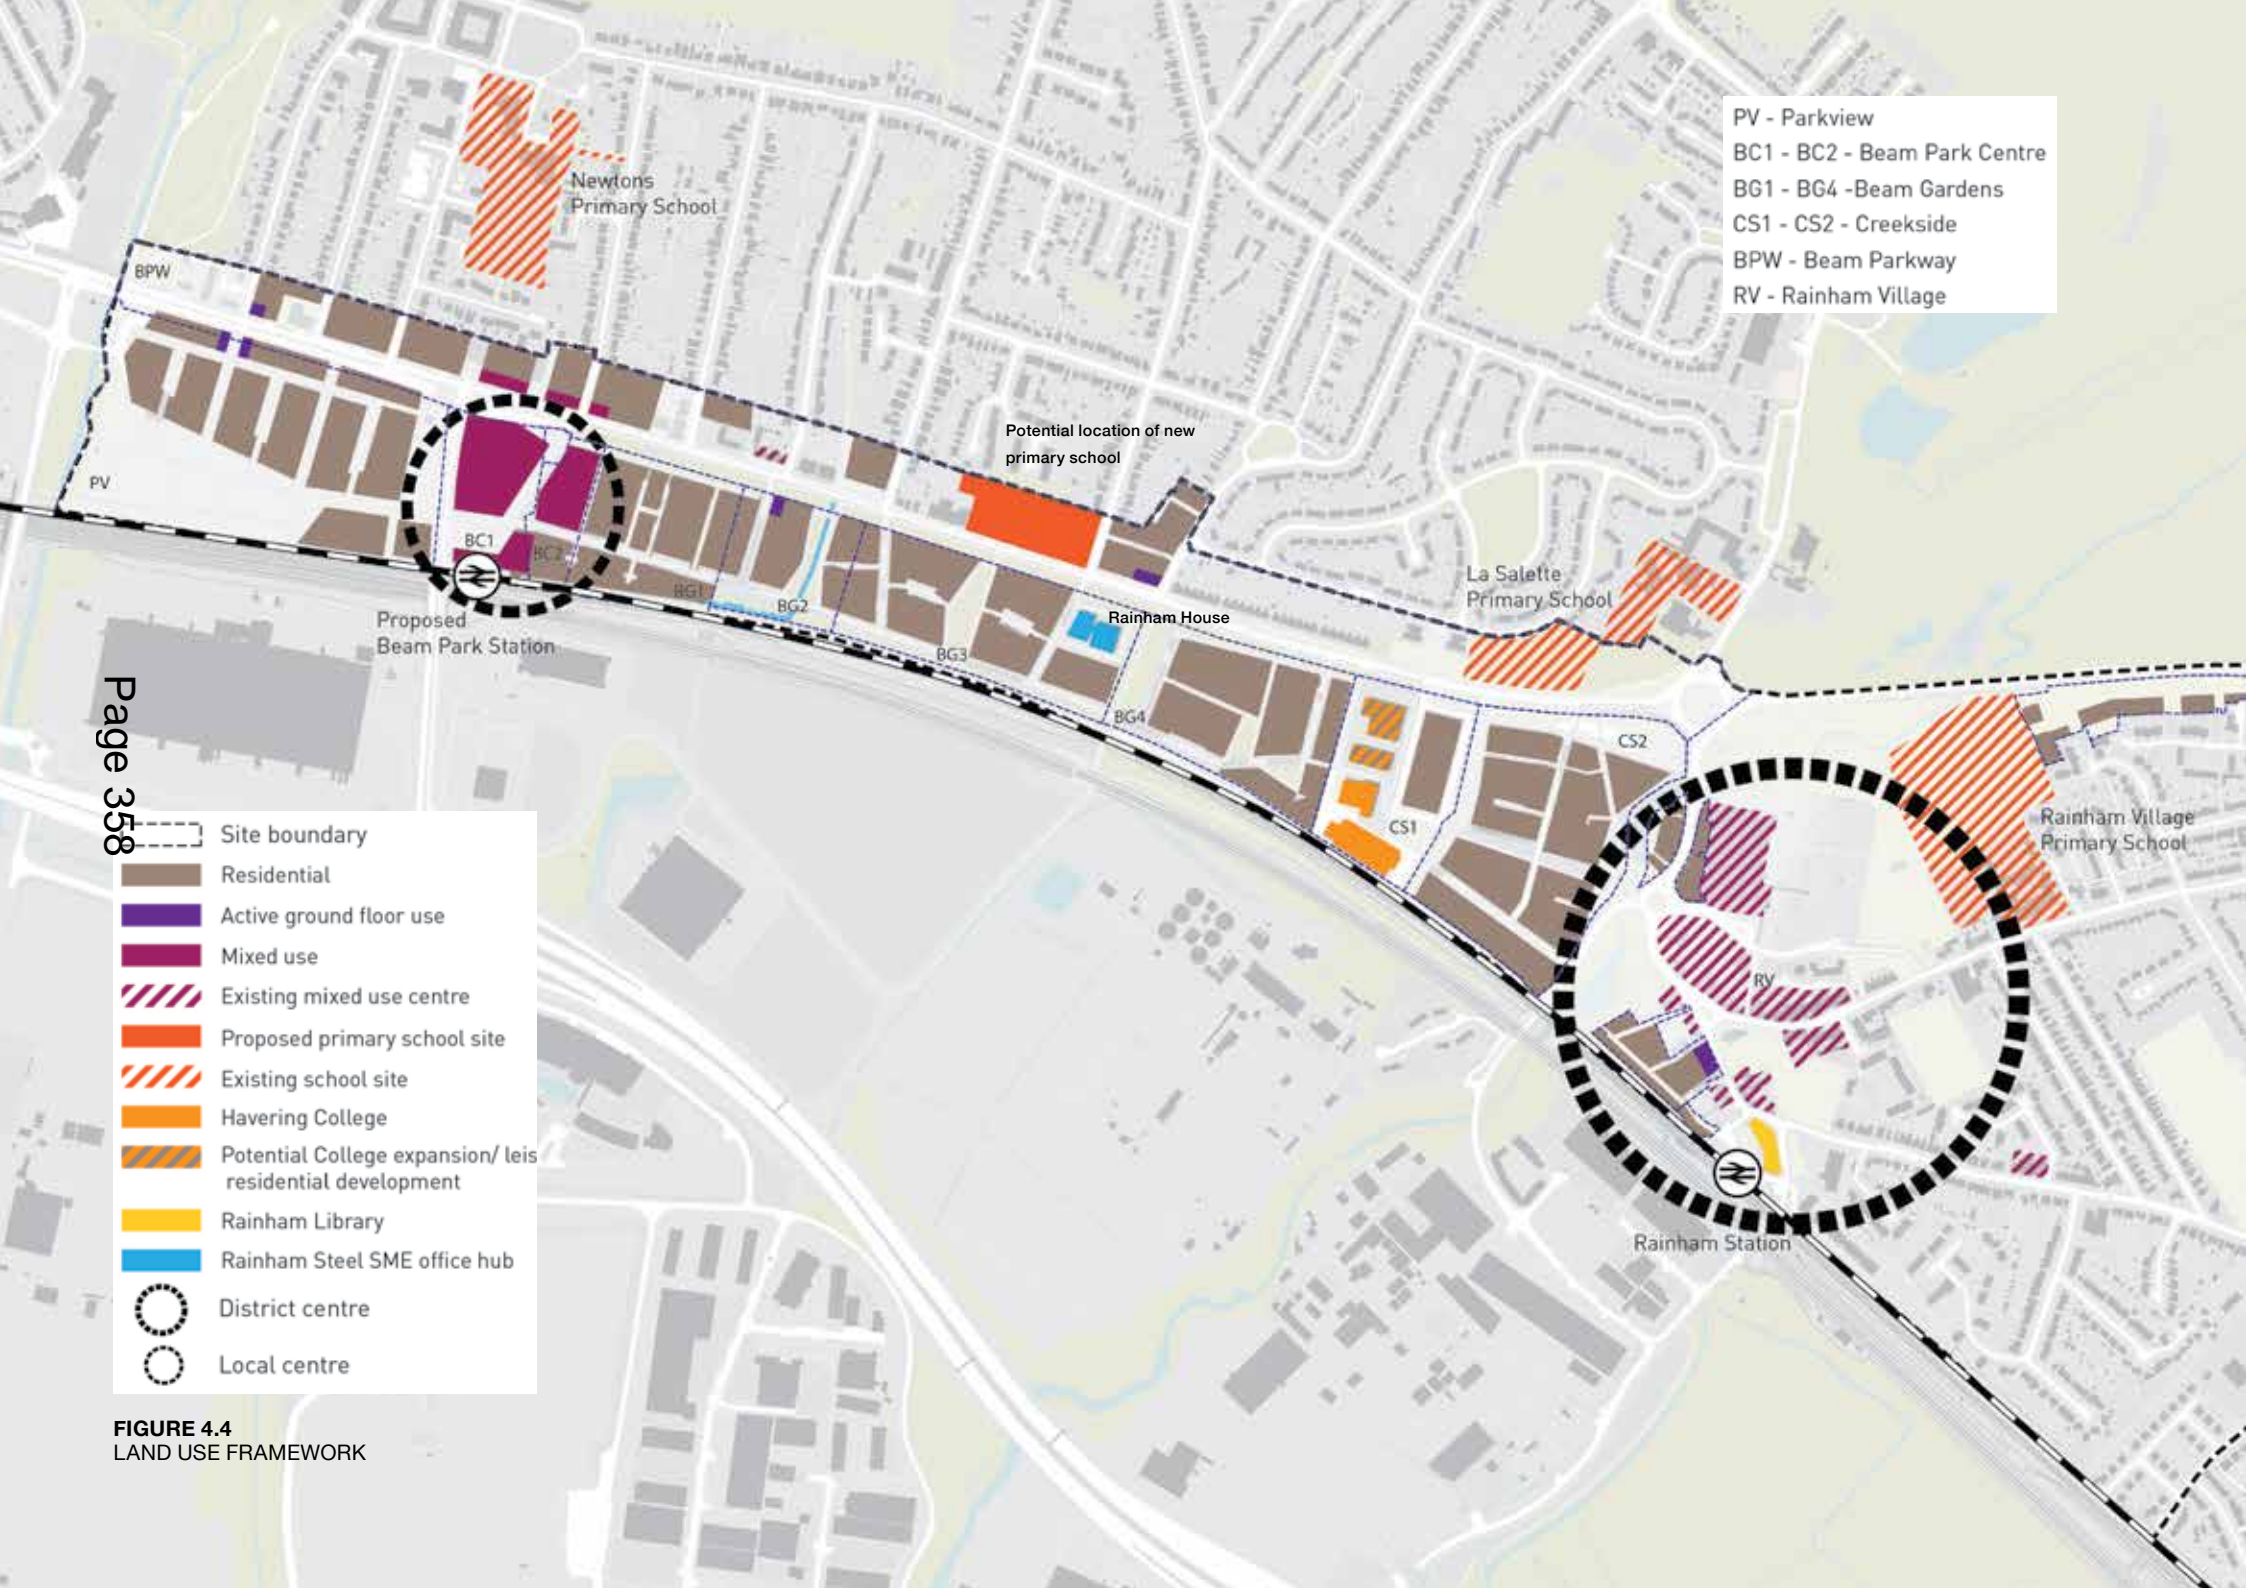 PV - Parkview
BC1 - BC2 - Beam Park Centre
BG1 - BG4 -Beam Gardens
CS1 - CS2 - Creekside
BPW - Beam Parkway
RV - Rainham Village
Newtons
Primary School
BPW
Potential location of new
primary school
PV
BC1
BC2
La Salette
Primary School
BG1
BG2
Rainham House
Proposed
Beam Park Station
BG3
BG4
CS2
CS1
Rainham Village
Primary School
RV
Rainham Station
Page 358
Site boundary
Residential
Active ground floor use
Mixed use
Existing mixed use centre
Proposed primary school site
Existing school site
Havering College
Potential College expansion/ leis
residential development
Rainham Library
Rainham Steel SME office hub
District centre
Local centre
FIGURE 4.4
LAND USE FRAMEWORK